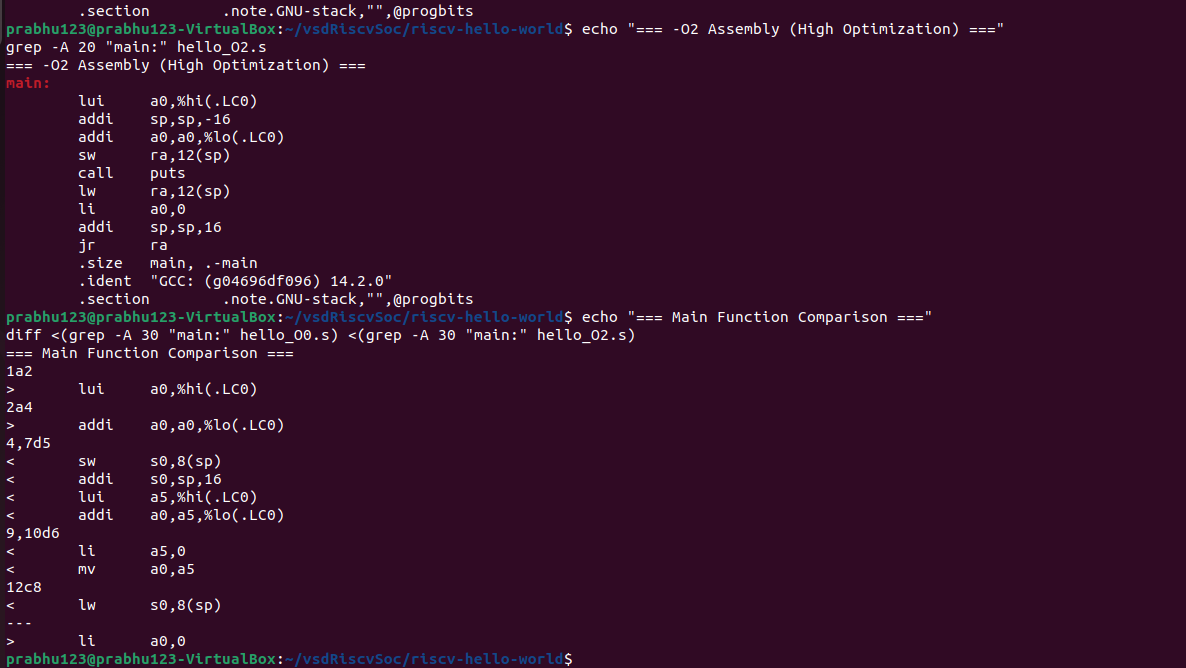 .section .note.GNU-stack,"",@progbits
prabhu123@prabhu123-VirtualBox:~/vsdRiscvSoc/riscv-hello-world$ echo "=== -O2 Assembly (High Optimization) ==="
grep -A 20 "main:" hello_O2.s
=== -O2 Assembly (High Optimization) ===
main:
lui a0,%hi(.LC0)
addi sp,sp,-16
addi a0,a0,%lo(.LC0)
sw ra,12(sp)
call puts
lw ra,12(sp)
li a0,0
addi sp,sp,16
jr ra
.size main, .-main
.ident "GCC: (g04696df096) 14.2.0"
.section .note.GNU-stack,"",@progbits
prabhu123@prabhu123-VirtualBox:~/vsdRiscvSoc/riscv-hello-world$ echo "=== Main Function Comparison ==="
diff <(grep -A 30 "main:" hello_O0.s) <(grep -A 30 "main:" hello_O2.s)
=== Main Function Comparison ===
1a2
> lui a0,%hi(.LC0)
2a4
> addi a0,a0,%lo(.LC0)
4,7d5
< sw s0,8(sp)
< addi s0,sp,16
< lui a5,%hi(.LC0)
< addi a0,a5,%lo(.LC0)
9,10d6
< li a5,0
< mv a0,a5
12c8
< lw s0,8(sp)
---
> li a0,0
prabhu123@prabhu123-VirtualBox:~/vsdRiscvSoc/riscv-hello-world$